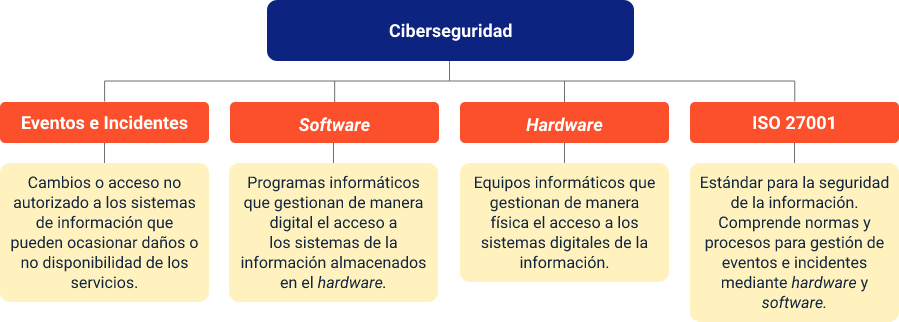 Ciberseguridad
Eventos e Incidentes
Cambios o acceso no
autorizado a los sistemas
de información que
pueden ocasionar daños o
no disponibilidad de los
servicios.
Software
Programas informáticos
que gestionan de manera
digital el acceso a
los sistemas de la
información almacenados
en el hardware.
Hardware
Equipos informáticos que
gestionan de manera
física el acceso a los
sistemas digitales de la
información.
ISO 27001
Estándar para la seguridad
de la información.
Comprende normas y
procesos para gestión de
eventos e incidentes
mediante hardware y
software.